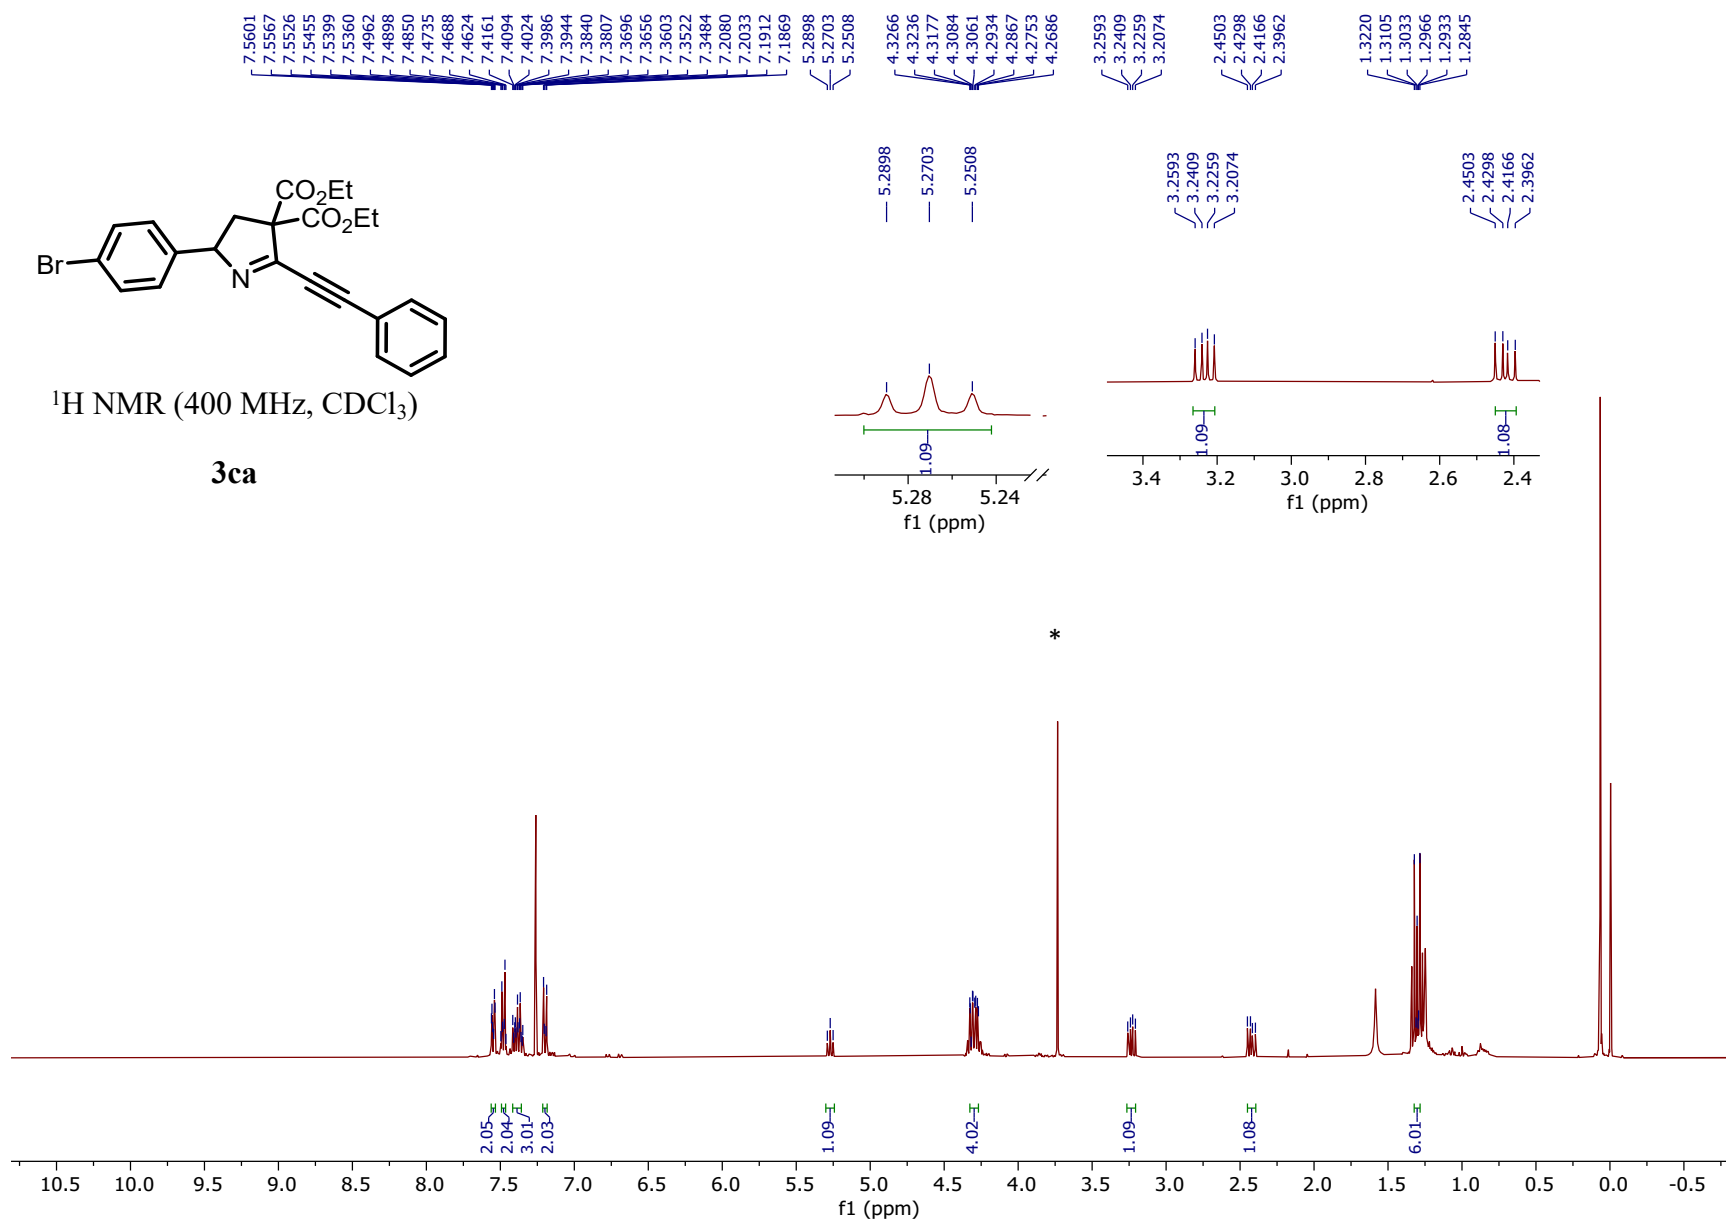 7.5601 7.5567 7.5526 7.5455 7.5399 7.5360 7.4962 7.4898 7.4850 7.4735 7.4688 7.4624 7.4161 7.4094 7.4024 7.3986 7.3944 7.3840 7.3807 7.3696 7.3656 7.3603 7.3522 7.3484 7.2080 7.2033 7.1912 7.1869 5.2898 5.2703 5.2508 4.3266 4.3236 4.3177 4.3084 4.3061 4.2934 4.2867 4.2753 4.2686 3.2593 3.2409 3.2259 3.2074 2.4503 2.4298 2.4166 2.3962 1.3220 1.3105 1.3033 1.2966 1.2933 1.2845
CO2Et
CO2Et
Br
N
¹H NMR (400 MHz, CDCl₃)
3ca
5.2898 5.2703 5.2508
1.09
5.28 5.24
f1 (ppm)
3.2593 3.2409 3.2259 3.2074 2.4503 2.4298 2.4166 2.3962
1.09 1.08
3.4 3.2 3.0 2.8 2.6 2.4
f1 (ppm)
*
2.05 2.04 3.01 2.03 1.09 4.02 1.09 1.08 6.01
10.5 10.0 9.5 9.0 8.5 8.0 7.5 7.0 6.5 6.0 5.5 5.0 4.5 4.0 3.5 3.0 2.5 2.0 1.5 1.0 0.5 0.0 -0.5
f1 (ppm)